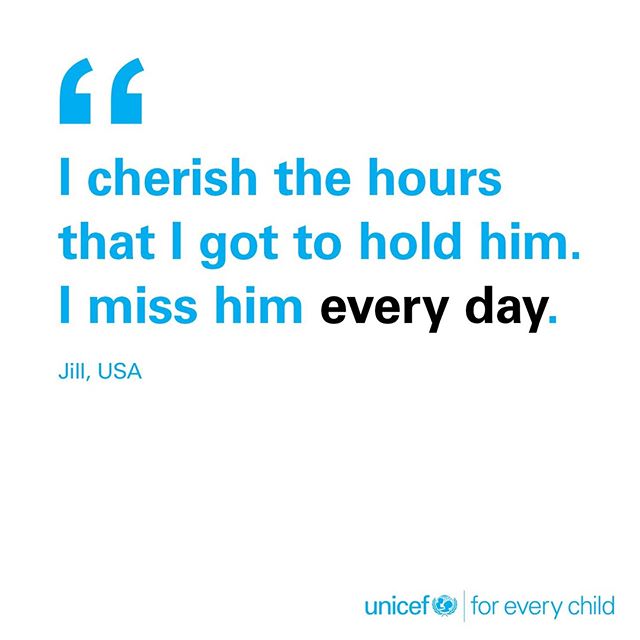 “
I cherish the hours
that I got to hold him.
I miss him every day.
Jill, USA
unicef | for every child